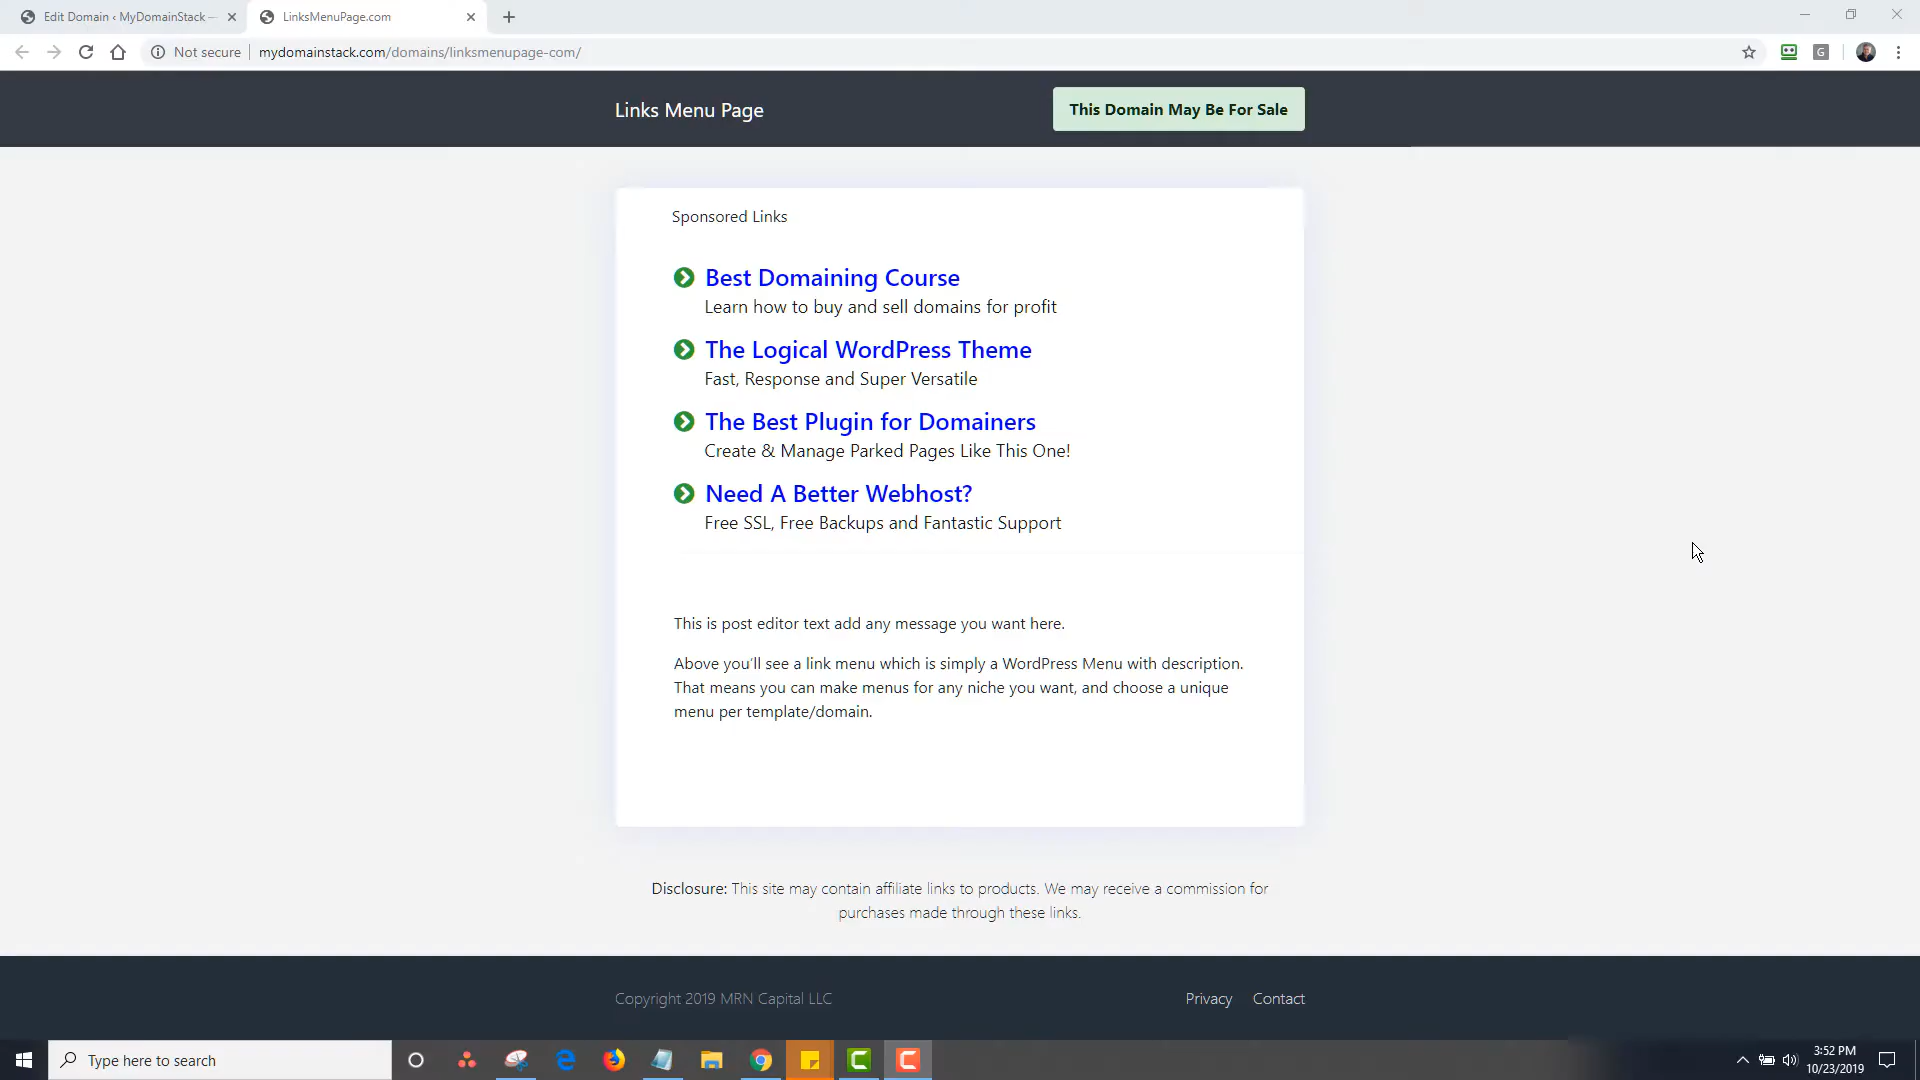 Edit Domain ‹ MyDomainStack —
LinksMenuPage.com
Not secure
mydomainstack.com/domains/linksmenupage-com/
G
Links Menu Page
This Domain May Be For Sale
Sponsored Links
Best Domaining Course
Learn how to buy and sell domains for profit
The Logical WordPress Theme
Fast, Response and Super Versatile
The Best Plugin for Domainers
Create & Manage Parked Pages Like This One!
Need A Better Webhost?
Free SSL, Free Backups and Fantastic Support
This is post editor text add any message you want here.
Above you'll see a link menu which is simply a WordPress Menu with description.
That means you can make menus for any niche you want, and choose a unique
menu per template/domain.
Disclosure: This site may contain affiliate links to products. We may receive a commission for
purchases made through these links.
Copyright 2019 MRN Capital LLC
Privacy
Contact
Type here to search
3:52 PM
10/23/2019